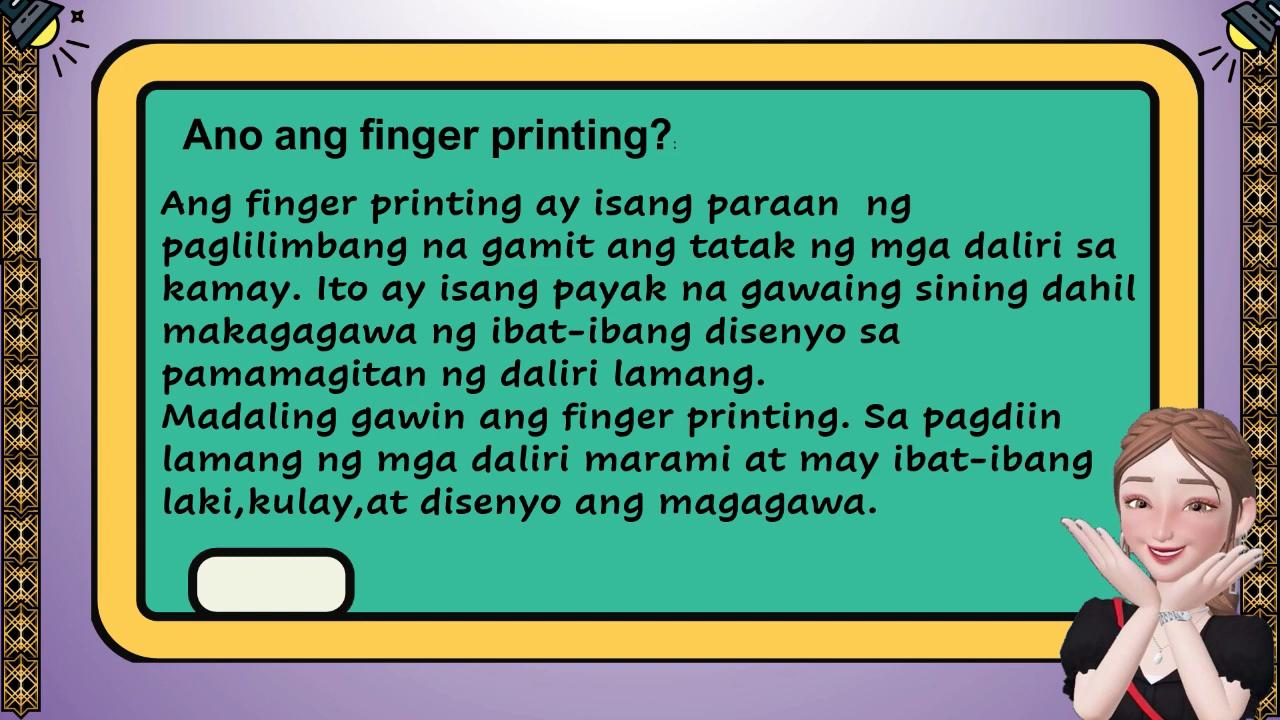 Ano ang finger printing?:
Ang finger printing ay isang paraan  ng
paglilimbang na gamit ang tatak ng mga daliri sa
kamay. Ito ay isang payak na gawaing sining dahil
makagagawa ng ibat-ibang disenyo sa
pamamagitan ng daliri lamang.
Madaling gawin ang finger printing. Sa pagdiin
lamang ng mga daliri marami at may ibat-ibang
laki,kulay,at disenyo ang magagawa.